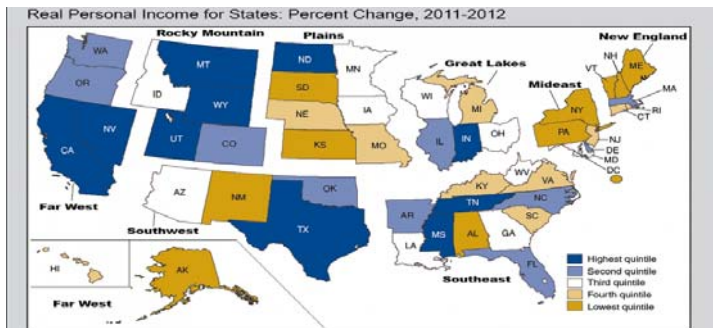 Real Personal Income for States: Percent Change, 2011-2012
Rocky Mountain
Plains
Great Lakes
New England
Mideast
WA
OR
CA
NV
Far West
MT
ID
WY
UT
CO
ND
SD
NE
KS
MN
IA
MO
WI
MI
IL
IN
OH
VT
NH
ME
MA
RI
CT
NY
PA
NJ
DE
MD
DC
AZ
NM
OK
TX
Southwest
AR
LA
MS
TN
KY
WV
VA
NC
SC
AL
GA
FL
Southeast
HI
AK
Far West
Highest quintile
Second quintile
Third quintile
Fourth quintile
Lowest quintile